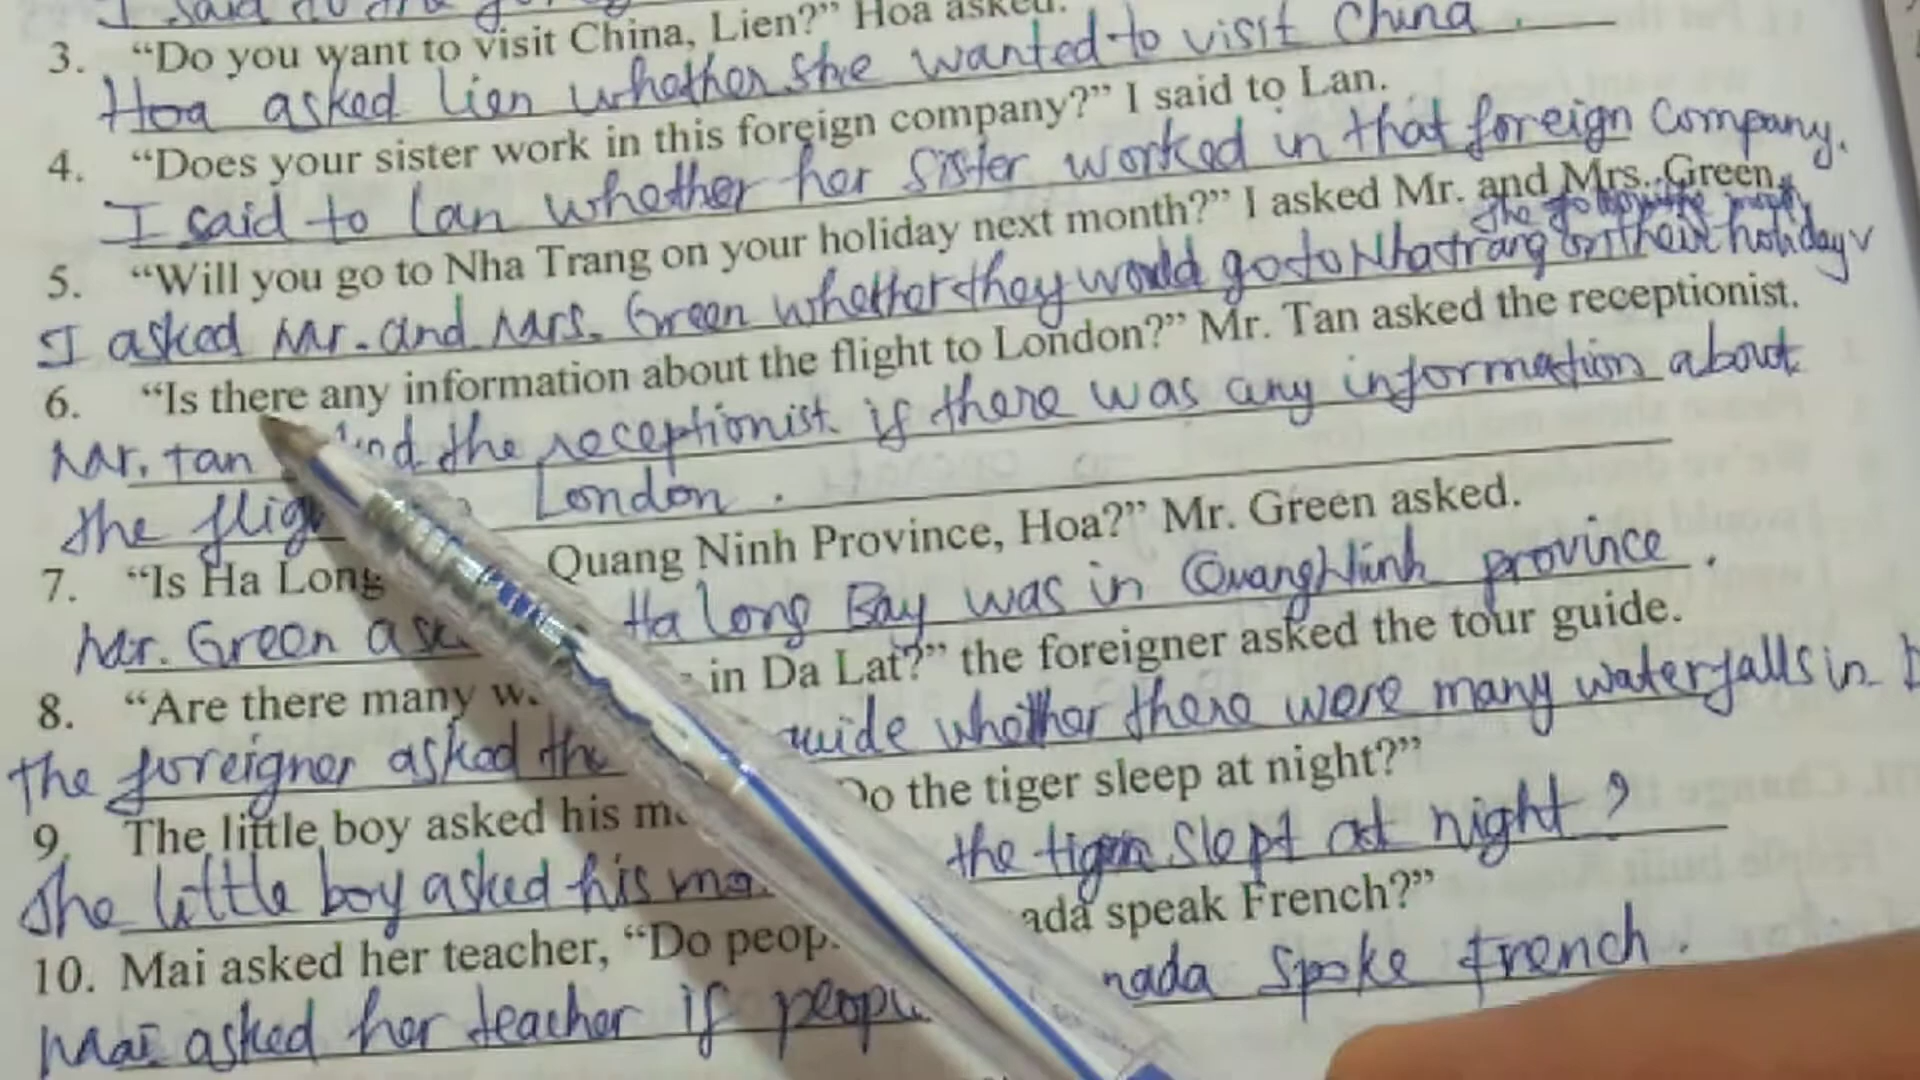 I said
3. “Do you want to visit China, Lien?” Hoa asked.
Hoa asked Lien whether she wanted to visit China.
4. “Does your sister work in this foreign company?” I said to Lan.
I said to Lan whether her sister worked in that foreign company.
5. “Will you go to Nha Trang on your holiday next month?” I asked Mr. and Mrs. Green.
the following month
I asked Mr. and Mrs. Green whether they would go to Nhatrang on their holiday
6. “Is there any information about the flight to London?” Mr. Tan asked the receptionist.
Mr. tan the receptionist if there was any information about
the London.
7. “Is Ha Long Quang Ninh Province, Hoa?” Mr. Green asked.
Mr. Green Ha long Bay was in QuangNinh province.
8. “Are there many in Da Lat?” the foreigner asked the tour guide.
The foreigner asked the whether there were many waterfalls in
9. The little boy asked his Do the tiger sleep at night?”
The little boy asked his the tiger slept at night?
10. Mai asked her teacher, “Do speak French?”
Mai asked her teacher if spoke french.